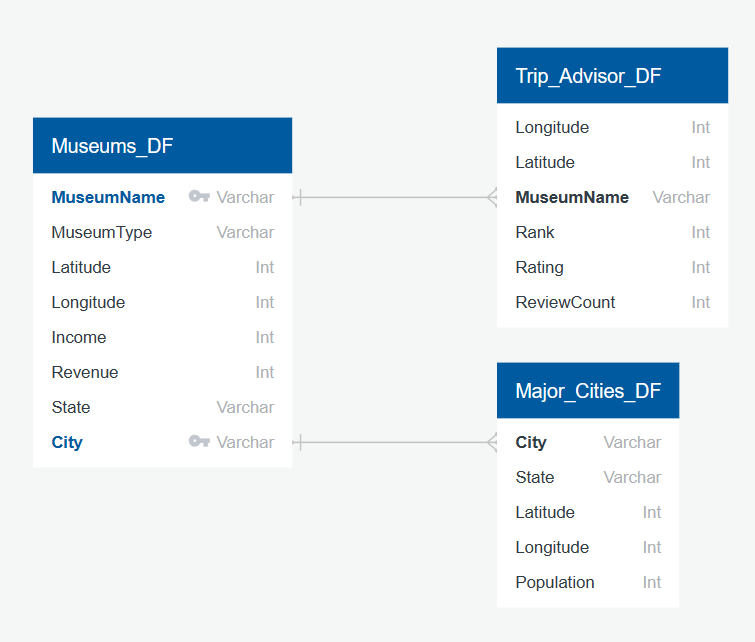 Museums_DF
MuseumName Varchar
MuseumType Varchar
Latitude Int
Longitude Int
Income Int
Revenue Int
State Varchar
City Varchar
Trip_Advisor_DF
Longitude Int
Latitude Int
MuseumName Varchar
Rank Int
Rating Int
ReviewCount Int
Major_Cities_DF
City Varchar
State Varchar
Latitude Int
Longitude Int
Population Int